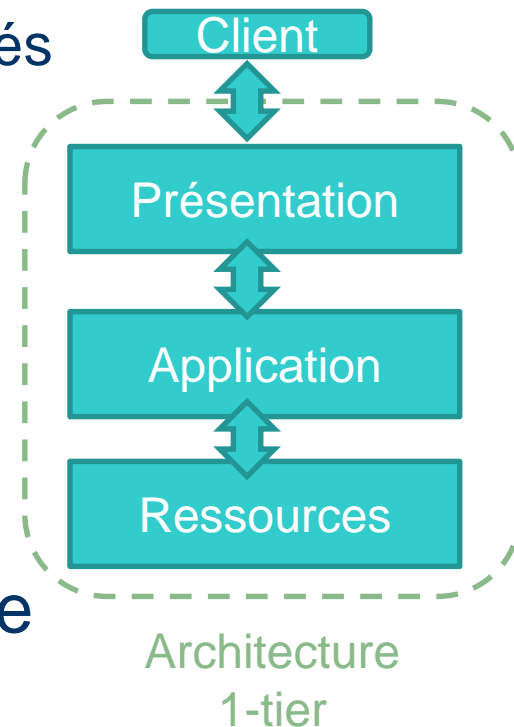 Client
Présentation
Application
Ressources
Architecture
1-tier